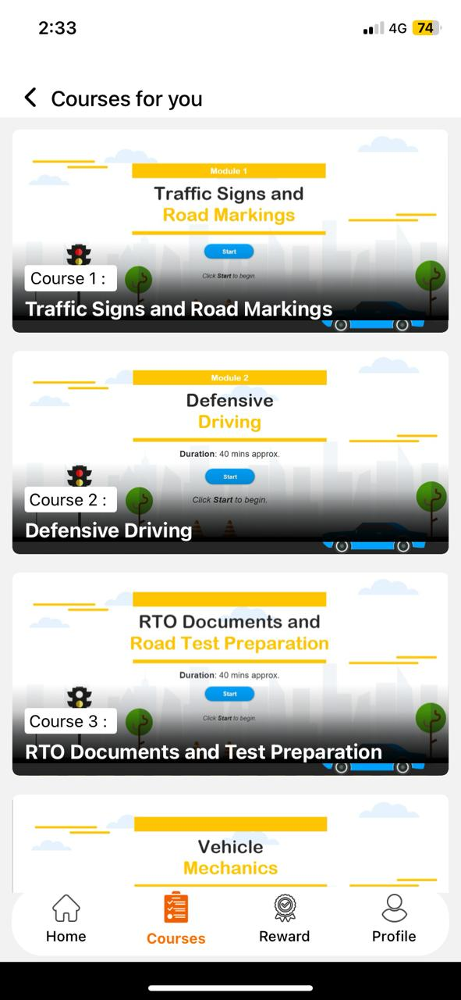 2:33
4G 74
Courses for you
Module 1
Traffic Signs and
Road Markings
Start
Click Start to begin.
Course 1 :
Traffic Signs and Road Markings
Module 2
Defensive
Driving
Duration: 40 mins approx.
Start
Click Start to begin.
Course 2 :
Defensive Driving
RTO Documents and
Road Test Preparation
Duration: 40 mins approx.
Start
Click Start to begin.
Course 3 :
RTO Documents and Test Preparation
Vehicle
Mechanics
Home Courses Reward Profile